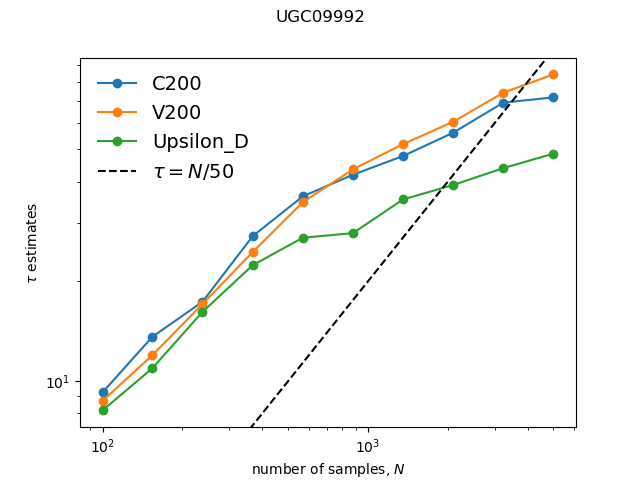 UGC09992
C200
V200
Upsilon_D
τ = N/50
τ estimates
10¹
10² 10³
number of samples, N